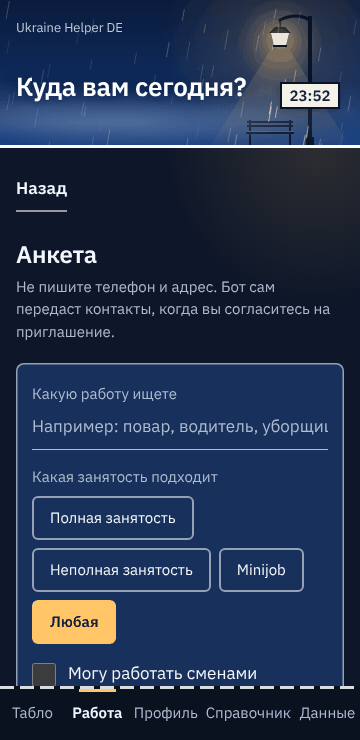 Ukraine Helper DE
Куда вам сегодня?
23:52
Назад
Анкета
Не пишите телефон и адрес. Бот сам
передаст контакты, когда вы согласитесь на
приглашение.
Какую работу ищете
Например: повар, водитель, уборщиц
Какая занятость подходит
Полная занятость
Неполная занятость
Minijob
Любая
Могу работать сменами
Табло
Работа
Профиль
Справочник
Данные